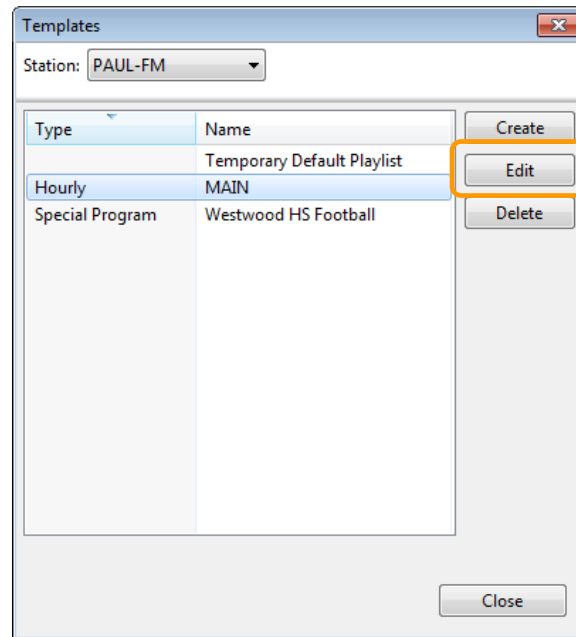 Templates
Station: PAUL-FM
Type Name Create
Temporary Default Playlist Edit
Hourly MAIN
Special Program Westwood HS Football Delete
Close